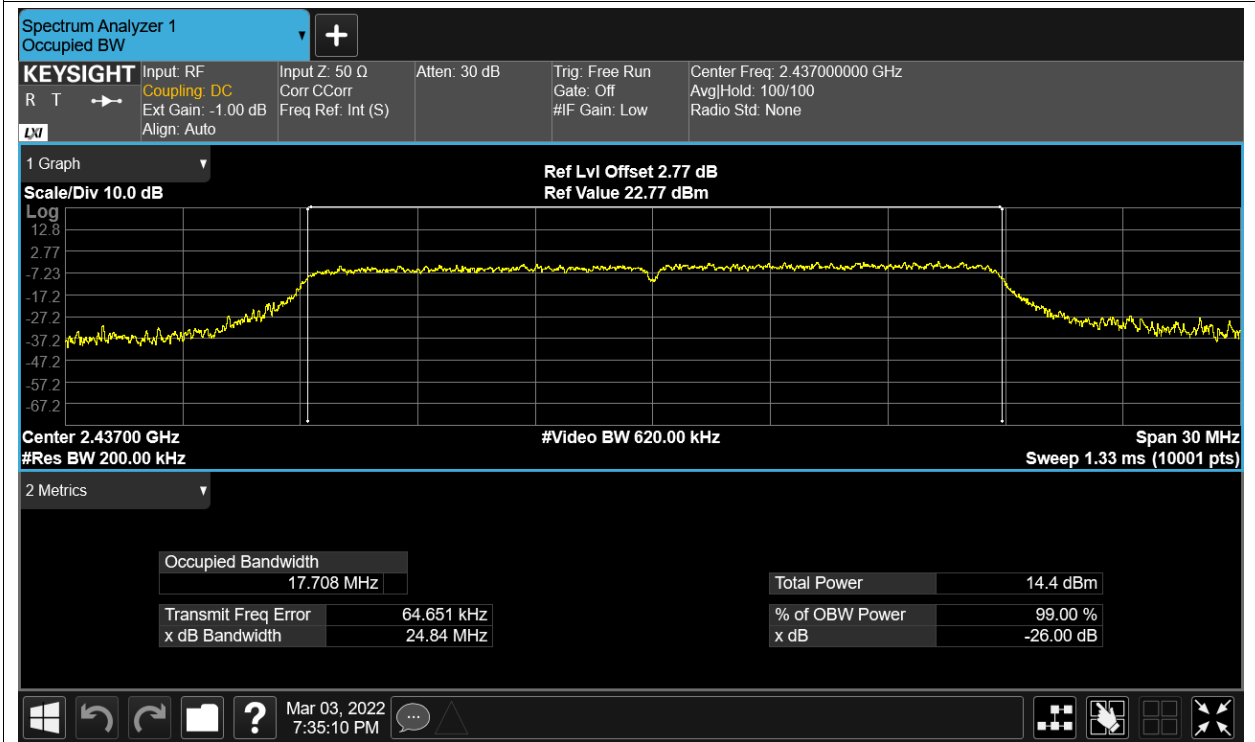 Spectrum Analyzer 1
Occupied BW
KEYSIGHT Input: RF Input Z: 50 Ω Atten: 30 dB Trig: Free Run Center Freq: 2.437000000 GHz
R T Coupling: DC Corr CCorr Gate: Off Avg|Hold: 100/100
Ext Gain: -1.00 dB Freq Ref: Int (S) #IF Gain: Low Radio Std: None
LXI Align: Auto
1 Graph
Ref Lvl Offset 2.77 dB
Scale/Div 10.0 dB Ref Value 22.77 dBm
Log
12.8
2.77
-7.23
-17.2
-27.2
-37.2
-47.2
-57.2
-67.2
Center 2.43700 GHz #Video BW 620.00 kHz Span 30 MHz
#Res BW 200.00 kHz Sweep 1.33 ms (10001 pts)
2 Metrics
Occupied Bandwidth
17.708 MHz Total Power 14.4 dBm
Transmit Freq Error 64.651 kHz % of OBW Power 99.00 %
x dB Bandwidth 24.84 MHz x dB -26.00 dB
? Mar 03, 2022
7:35:10 PM